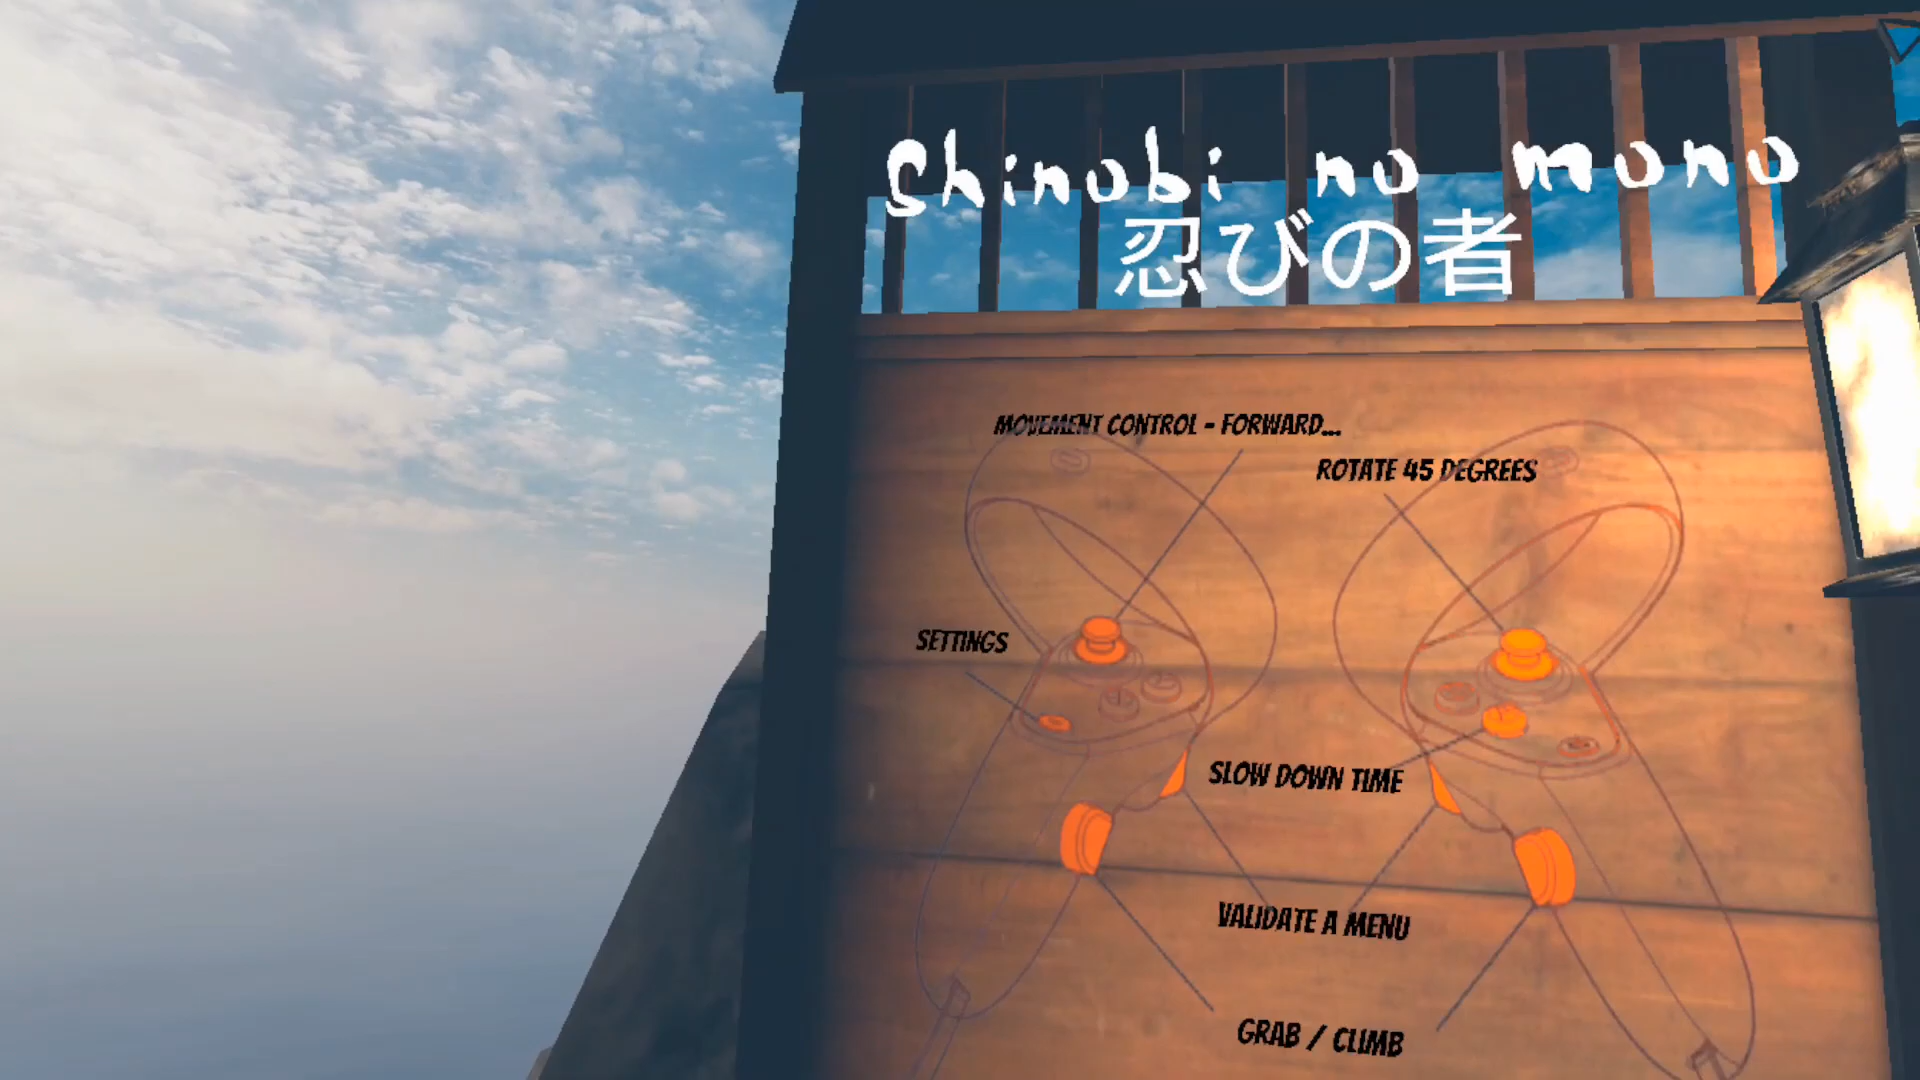 Shinobi no mono
忍びの者
MOVEMENT CONTROL - FORWARD...
ROTATE 45 DEGREES
SETTINGS
SLOW DOWN TIME
VALIDATE A MENU
GRAB / CLIMB